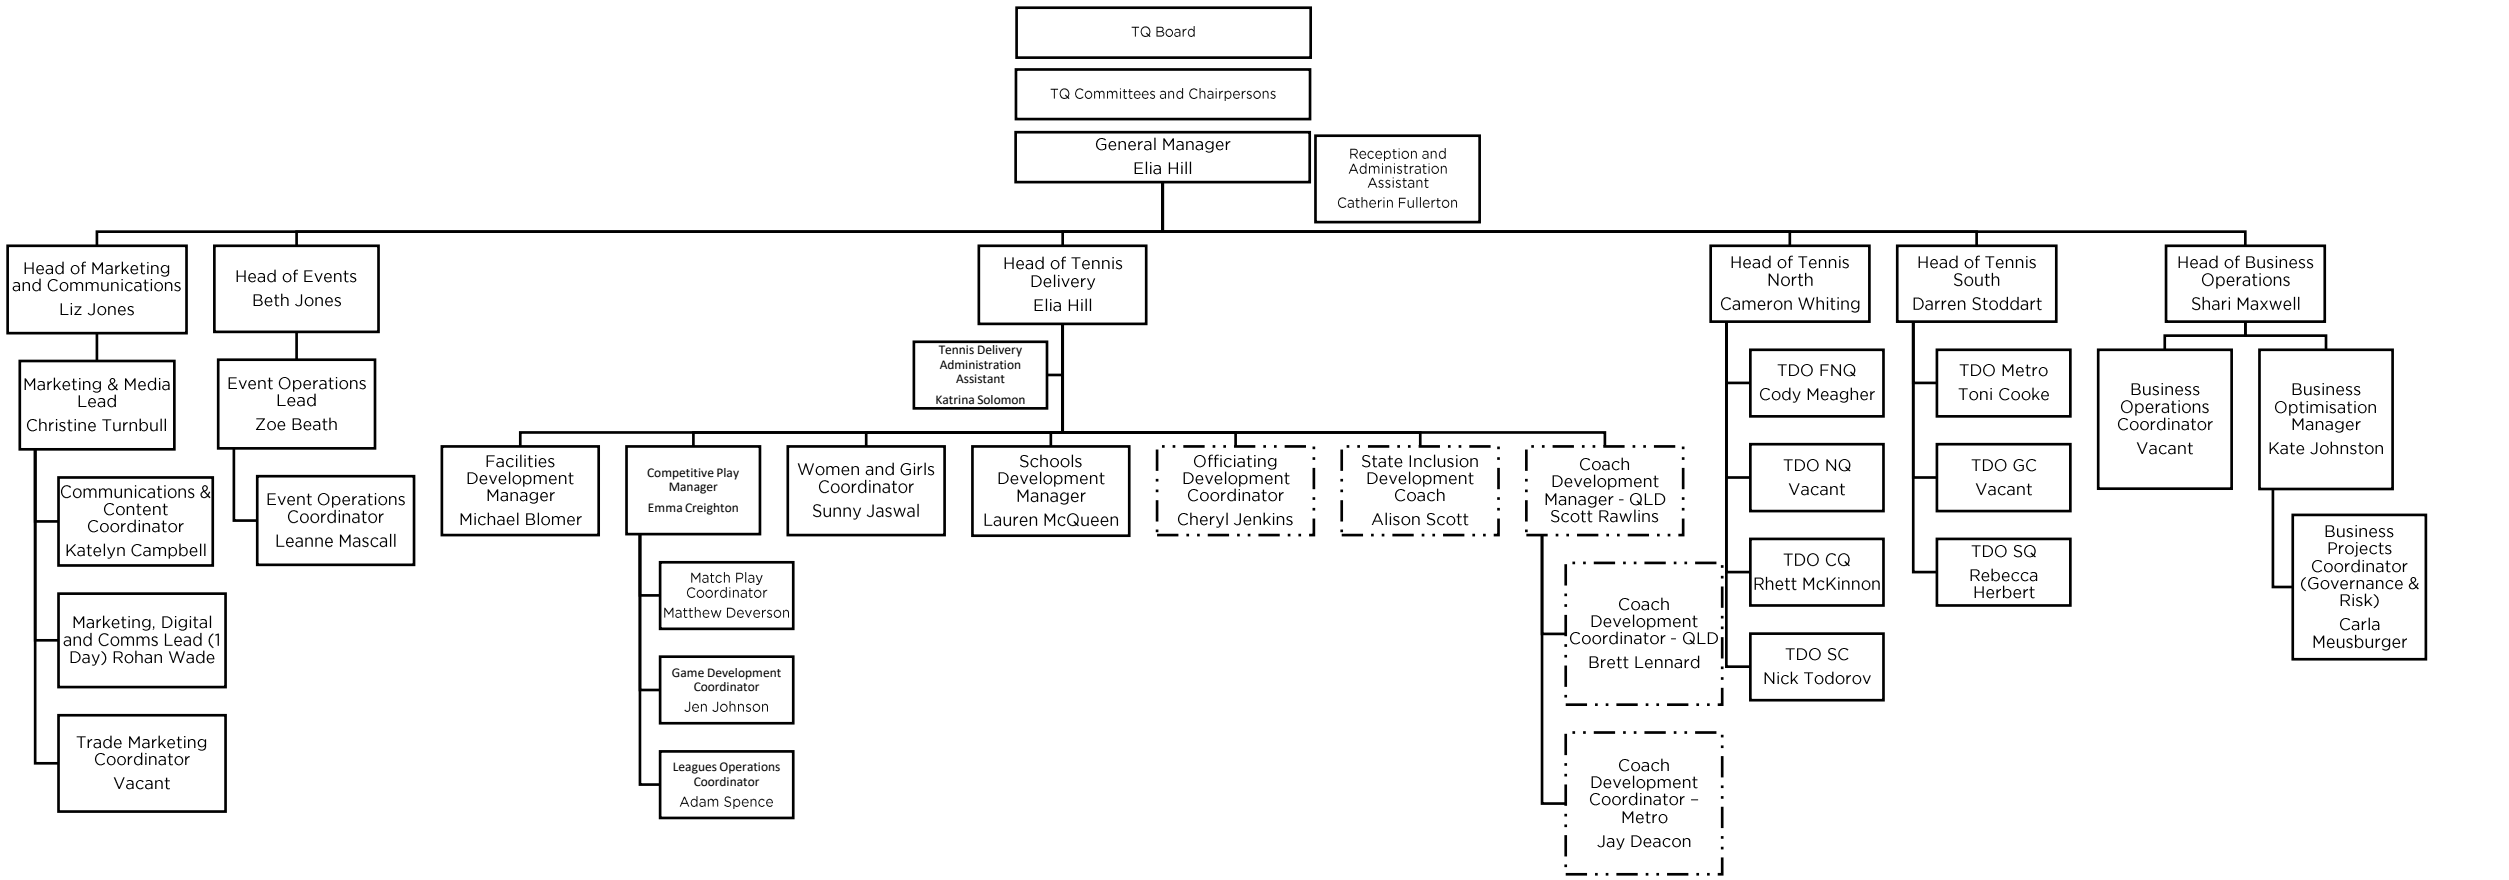 TQ Board
TQ Committees and Chairpersons
General Manager
Elia Hill
Reception and
Administration
Assistant
Catherin Fullerton
Head of Marketing
and Communications
Liz Jones
Head of Events
Beth Jones
Head of Tennis
Delivery
Elia Hill
Head of Tennis
North
Cameron Whiting
Head of Tennis
South
Darren Stoddart
Head of Business
Operations
Shari Maxwell
Marketing & Media
Lead
Christine Turnbull
Event Operations
Lead
Zoe Beath
Tennis Delivery
Administration
Assistant
Katrina Solomon
TDO FNQ
Cody Meagher
TDO Metro
Toni Cooke
Business
Operations
Coordinator
Vacant
Business
Optimisation
Manager
Kate Johnston
Communications &
Content
Coordinator
Katelyn Campbell
Event Operations
Coordinator
Leanne Mascall
Facilities
Development
Manager
Michael Blomer
Competitive Play
Manager
Emma Creighton
Women and Girls
Coordinator
Sunny Jaswal
Schools
Development
Manager
Lauren McQueen
Officiating
Development
Coordinator
Cheryl Jenkins
State Inclusion
Development
Coach
Alison Scott
Coach
Development
Manager - QLD
Scott Rawlins
TDO NQ
Vacant
TDO GC
Vacant
Business
Projects
Coordinator
(Governance &
Risk)
Carla
Meusburger
Marketing, Digital
and Comms Lead (1
Day) Rohan Wade
Match Play
Coordinator
Matthew Deverson
Coach
Development
Coordinator - QLD
Brett Lennard
TDO CQ
Rhett McKinnon
TDO SQ
Rebecca
Herbert
Game Development
Coordinator
Jen Johnson
TDO SC
Nick Todorov
Trade Marketing
Coordinator
Vacant
Leagues Operations
Coordinator
Adam Spence
Coach
Development
Coordinator –
Metro
Jay Deacon